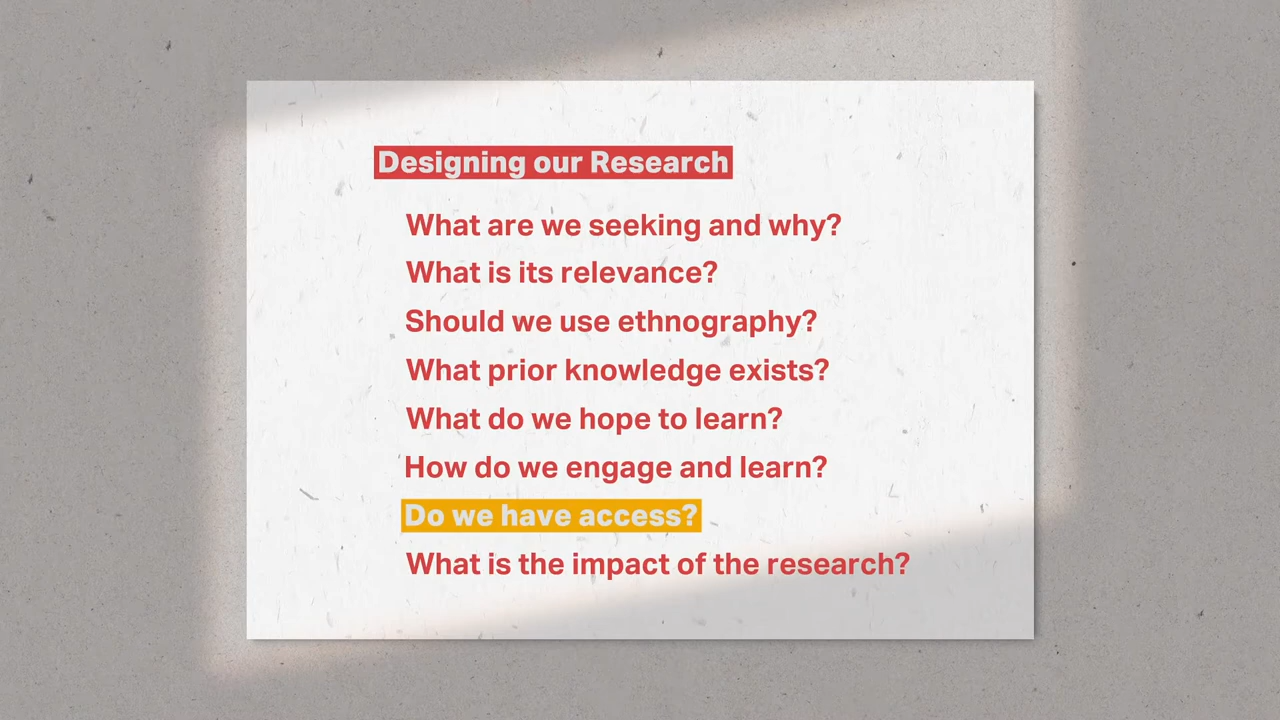 Designing our Research
What are we seeking and why?
What is its relevance?
Should we use ethnography?
What prior knowledge exists?
What do we hope to learn?
How do we engage and learn?
Do we have access?
What is the impact of the research?